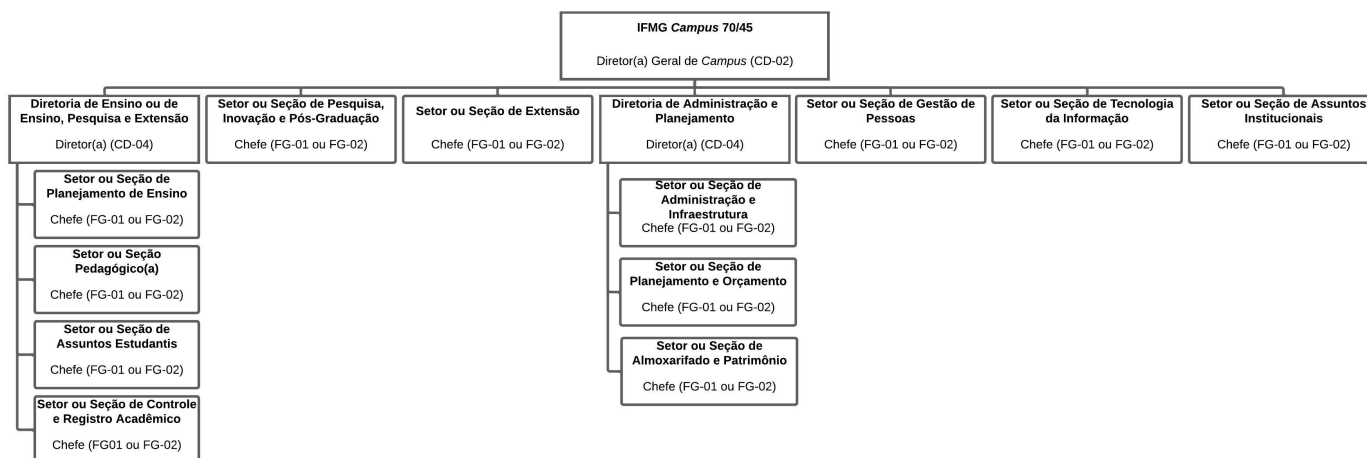 IFMG Campus 70/45
Diretor(a) Geral de Campus (CD-02)
Diretoria de Ensino ou de
Ensino, Pesquisa e Extensão
Diretor(a) (CD-04)
Setor ou Seção de Pesquisa,
Inovação e Pós-Graduação
Chefe (FG-01 ou FG-02)
Setor ou Seção de Extensão
Chefe (FG-01 ou FG-02)
Diretoria de Administração e
Planejamento
Diretor(a) (CD-04)
Setor ou Seção de Gestão de
Pessoas
Chefe (FG-01 ou FG-02)
Setor ou Seção de Tecnologia
da Informação
Chefe (FG-01 ou FG-02)
Setor ou Seção de Assuntos
Institucionais
Chefe (FG-01 ou FG-02)
Setor ou Seção de
Planejamento de Ensino
Chefe (FG-01 ou FG-02)
Setor ou Seção
Pedagógico(a)
Chefe (FG-01 ou FG-02)
Setor ou Seção de
Assuntos Estudantis
Chefe (FG-01 ou FG-02)
Setor ou Seção de Controle
e Registro Acadêmico
Chefe (FG01 ou FG-02)
Setor ou Seção de
Administração e
Infraestrutura
Chefe (FG-01 ou FG-02)
Setor ou Seção de
Planejamento e Orçamento
Chefe (FG-01 ou FG-02)
Setor ou Seção de
Almoxarifado e Patrimônio
Chefe (FG-01 ou FG-02)